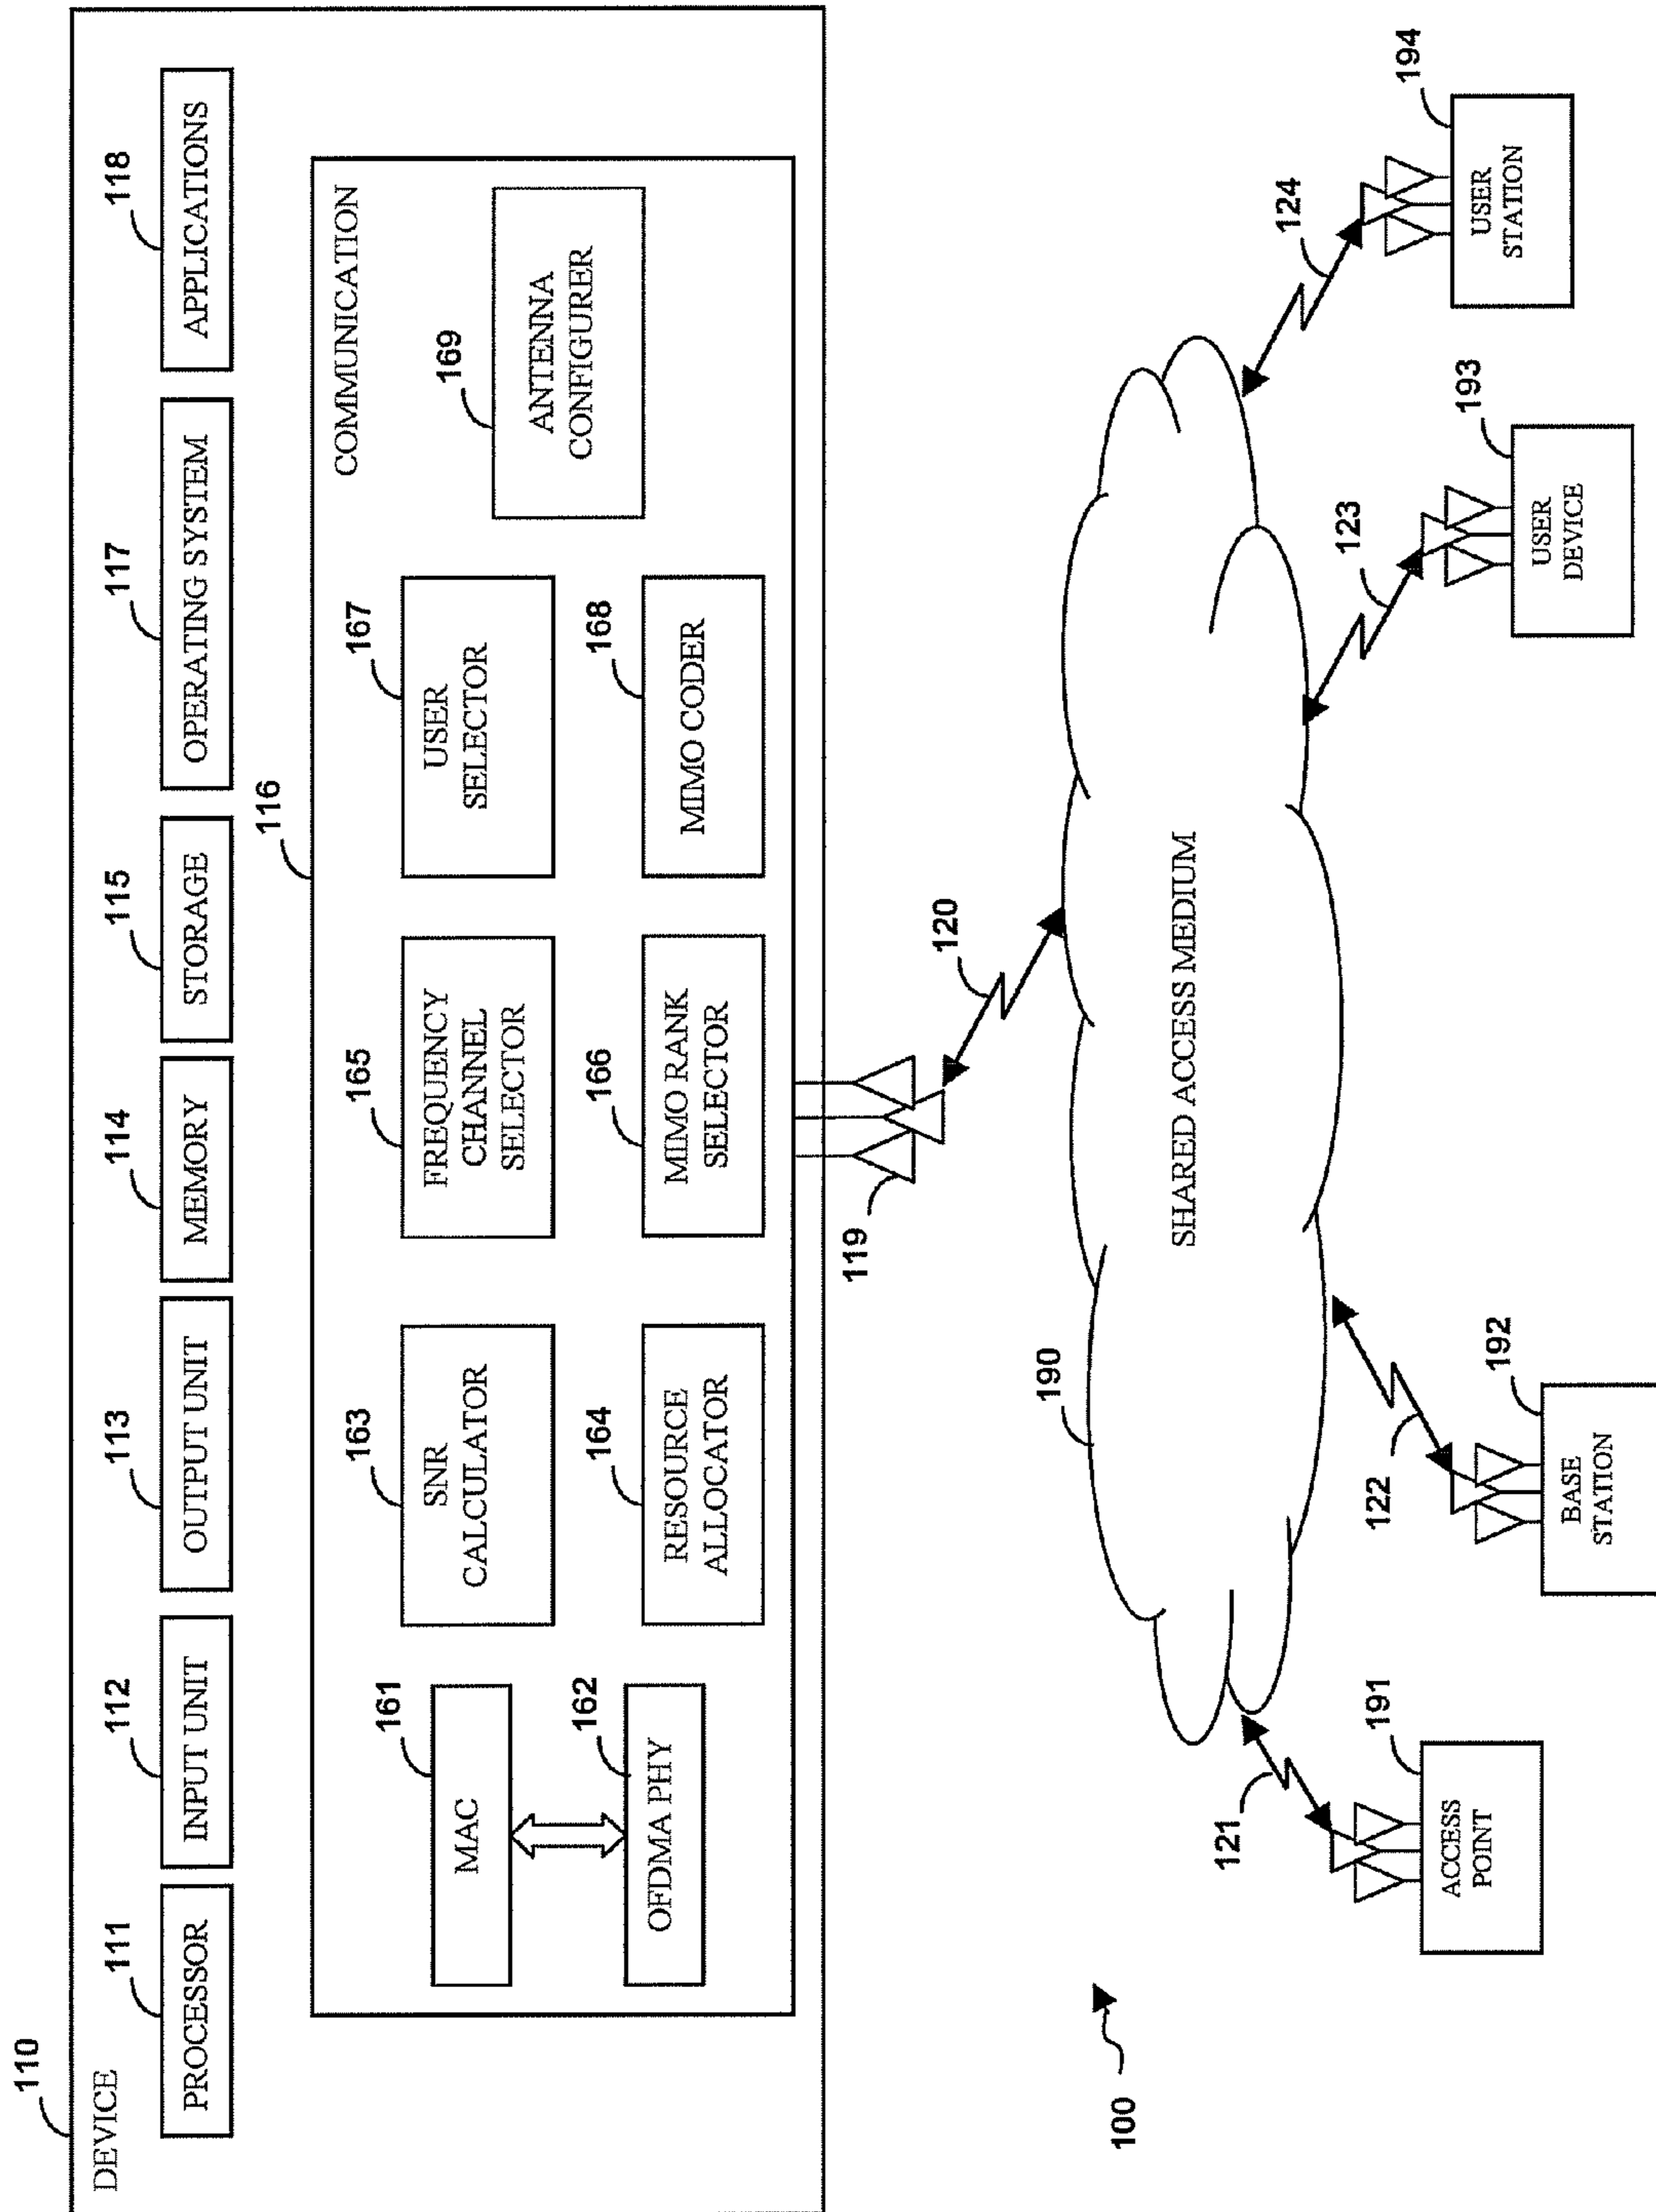 110
DEVICE
111
PROCESSOR
112
INPUT UNIT
113
OUTPUT UNIT
114
MEMORY
115
STORAGE
117
OPERATING SYSTEM
118
APPLICATIONS
116
COMMUNICATION
161
MAC
162
OFDMA PHY
163
SNR
CALCULATOR
164
RESOURCE
ALLOCATOR
165
FREQUENCY
CHANNEL
SELECTOR
166
MIMO RANK
SELECTOR
167
USER
SELECTOR
168
MIMO CODER
169
ANTENNA
CONFIGURER
119
120
190
SHARED ACCESS MEDIUM
121
191
ACCESS
POINT
122
192
BASE
STATION
123
193
USER
DEVICE
124
194
USER
STATION
100